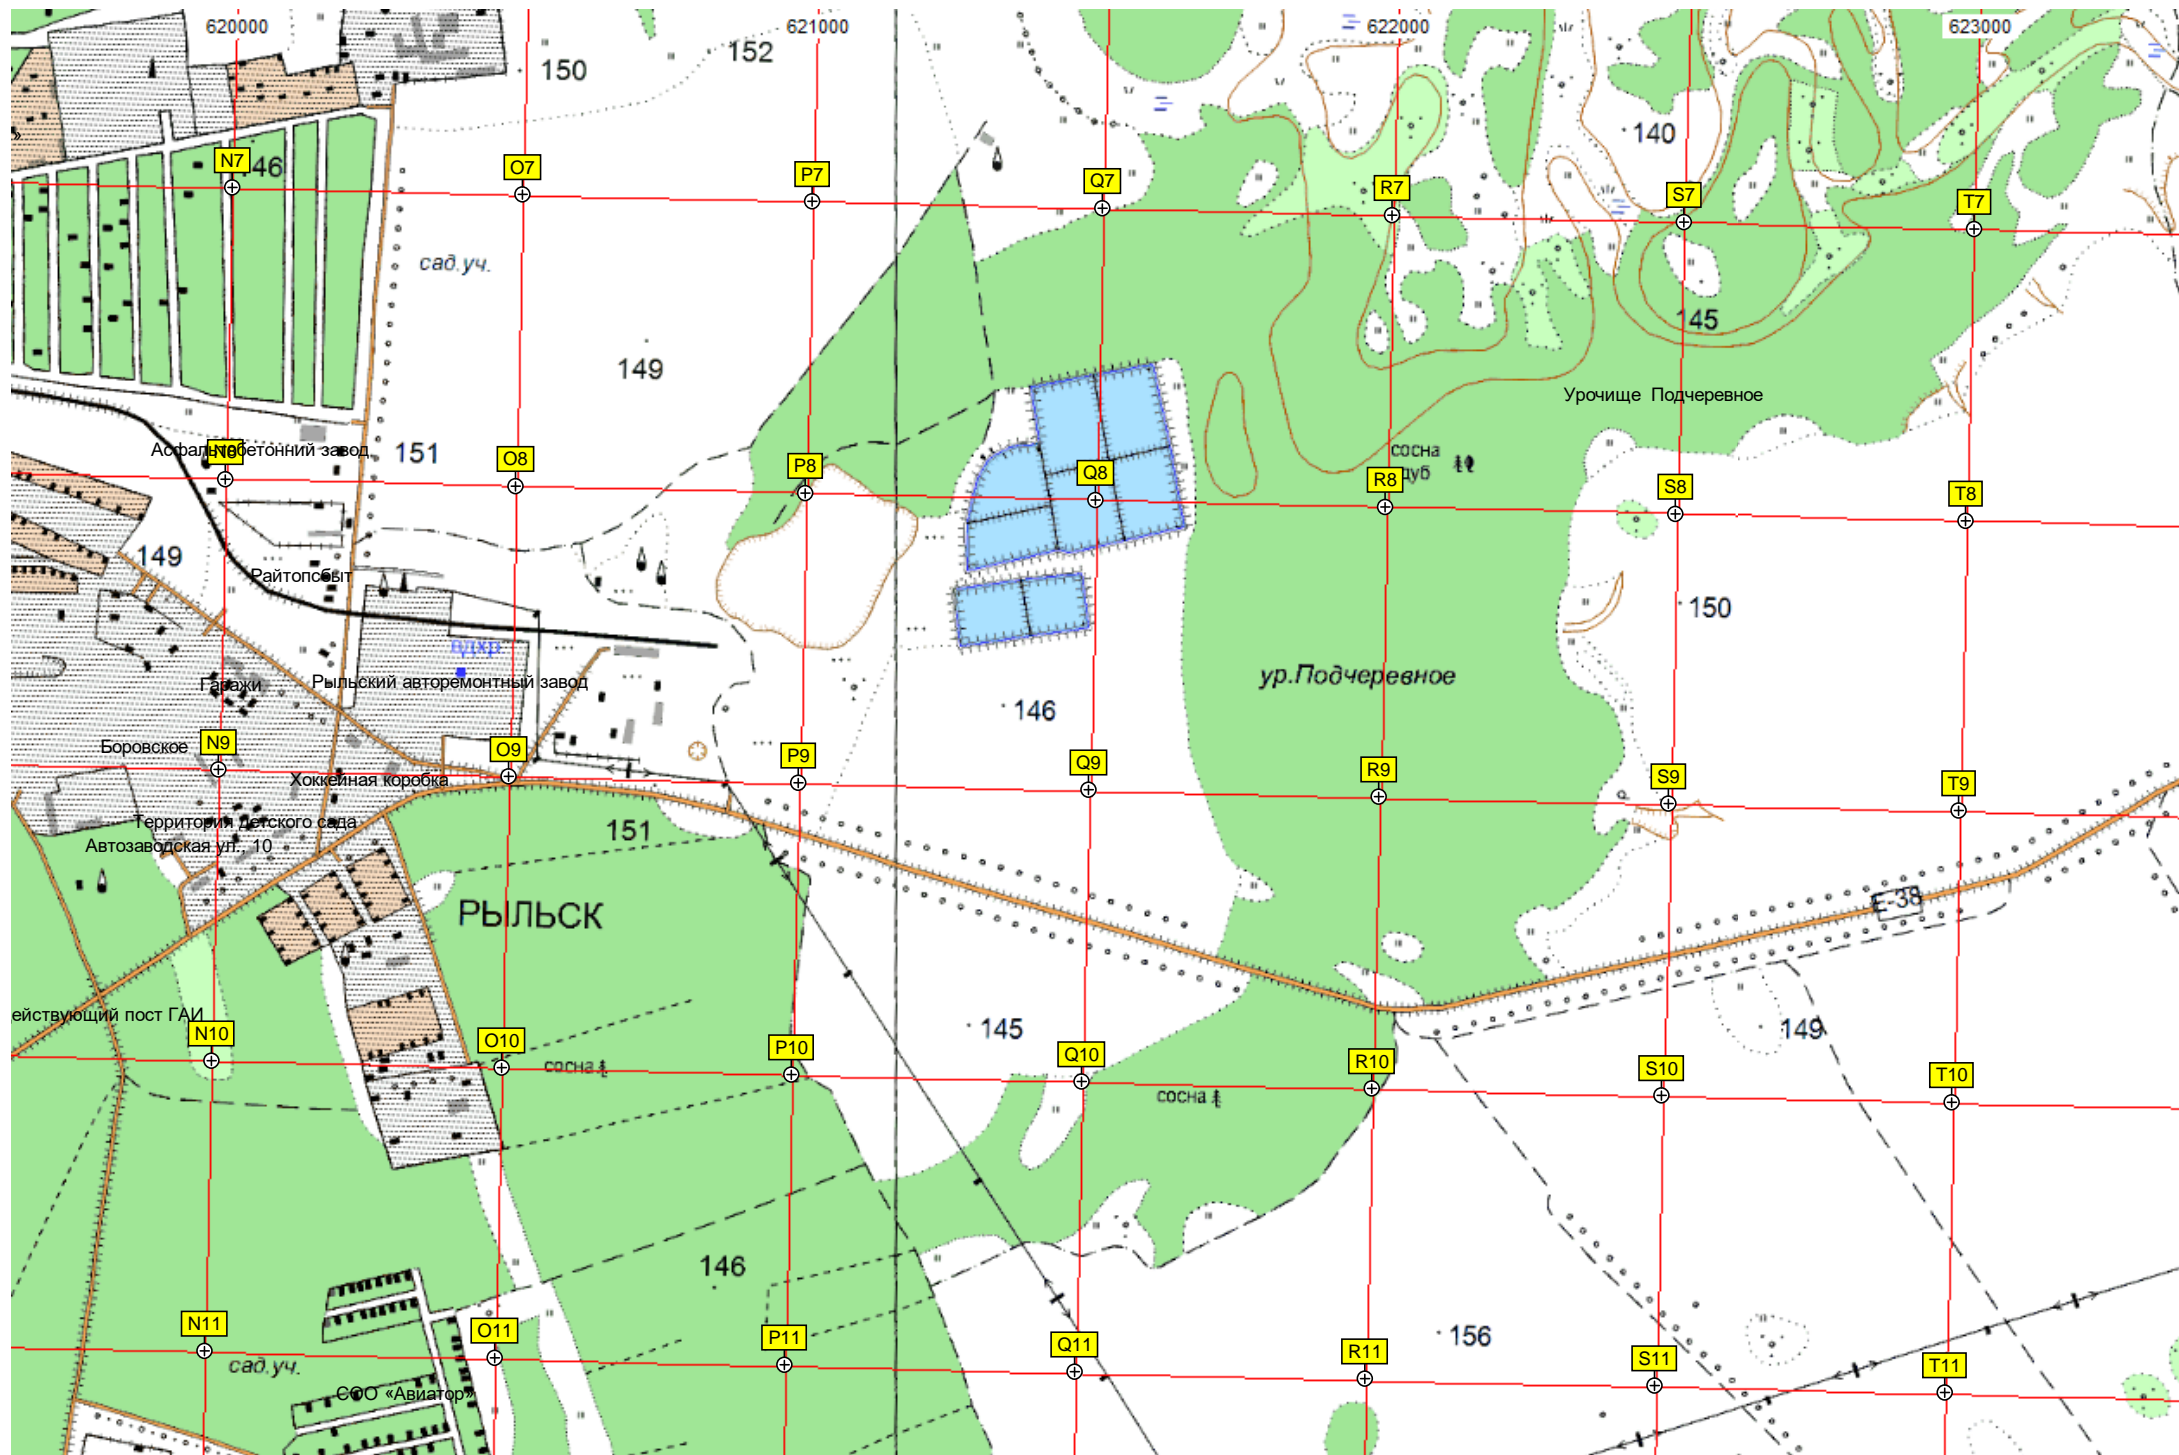 620000
621000
622000
623000
150
152
140
»
N7
46
O7
P7
Q7
R7
S7
T7
сад.уч.
145
149
Урочище Подчеревное
Асфальтобетонний завод
N8
151
O8
P8
Q8
сосна
дуб
R8
S8
T8
149
Райтопсбыт
150
вдхр
Гаражи
Рыльский авторемонтный завод
ур.Подчеревное
146
Боровское
N9
O9
P9
Q9
R9
S9
T9
Хоккейная коробка
Территория детского сада
151
Автозаводская ул., 10
РЫЛЬСК
E-38
ействующий пост ГАИ
N10
O10
P10
Q10
R10
S10
T10
145
149
сосна
сосна
146
N11
O11
P11
Q11
R11
S11
T11
156
сад.уч.
СОО «Авиатор»